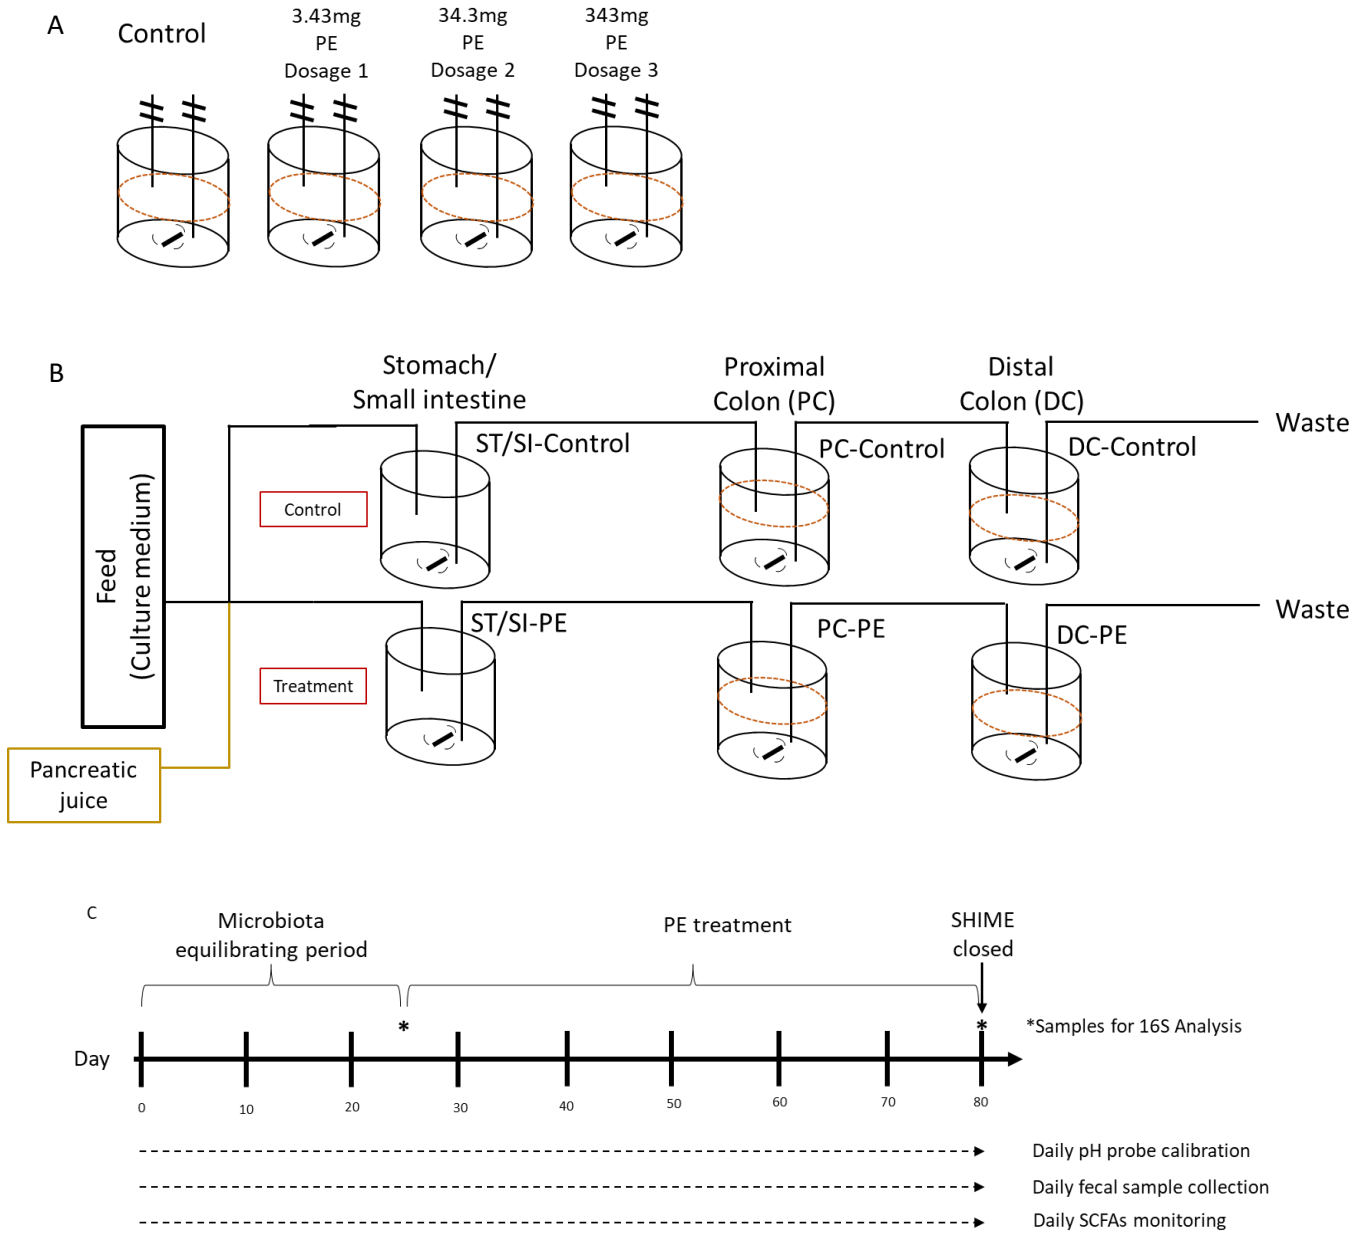 A
Control
3.43mg
PE
Dosage 1
34.3mg
PE
Dosage 2
343mg
PE
Dosage 3
B
Stomach/
Small intestine
Proximal
Colon (PC)
Distal
Colon (DC)
Waste
ST/SI-Control
PC-Control
DC-Control
Control
Feed
(Culture medium)
ST/SI-PE
PC-PE
DC-PE
Waste
Treatment
Pancreatic
juice
C
Microbiota
equilibrating period
PE treatment
SHIME
closed
*
*
*Samples for 16S Analysis
Day
0 10 20 30 40 50 60 70 80
Daily pH probe calibration
Daily fecal sample collection
Daily SCFAs monitoring